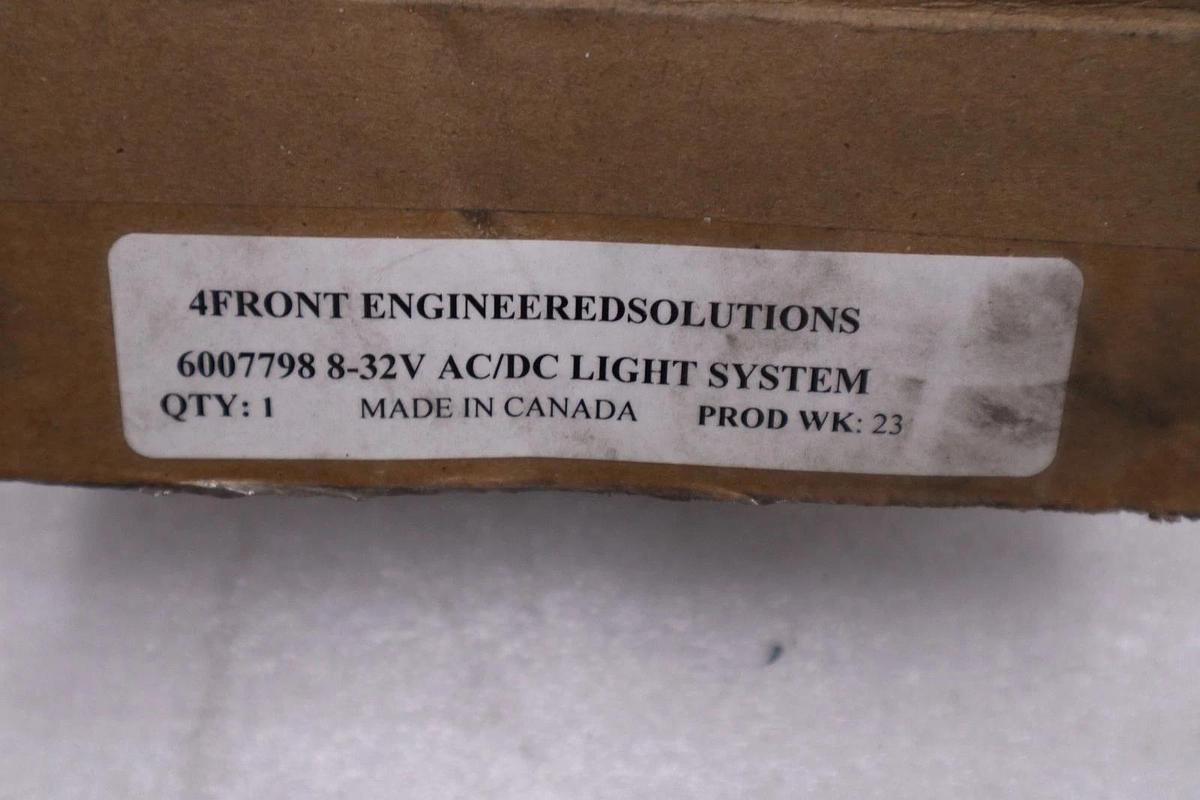 4FRONT ENGINEEREDSOLUTIONS
6007798 8-32V AC/DC LIGHT SYSTEM
QTY: 1 MADE IN CANADA PROD WK: 23